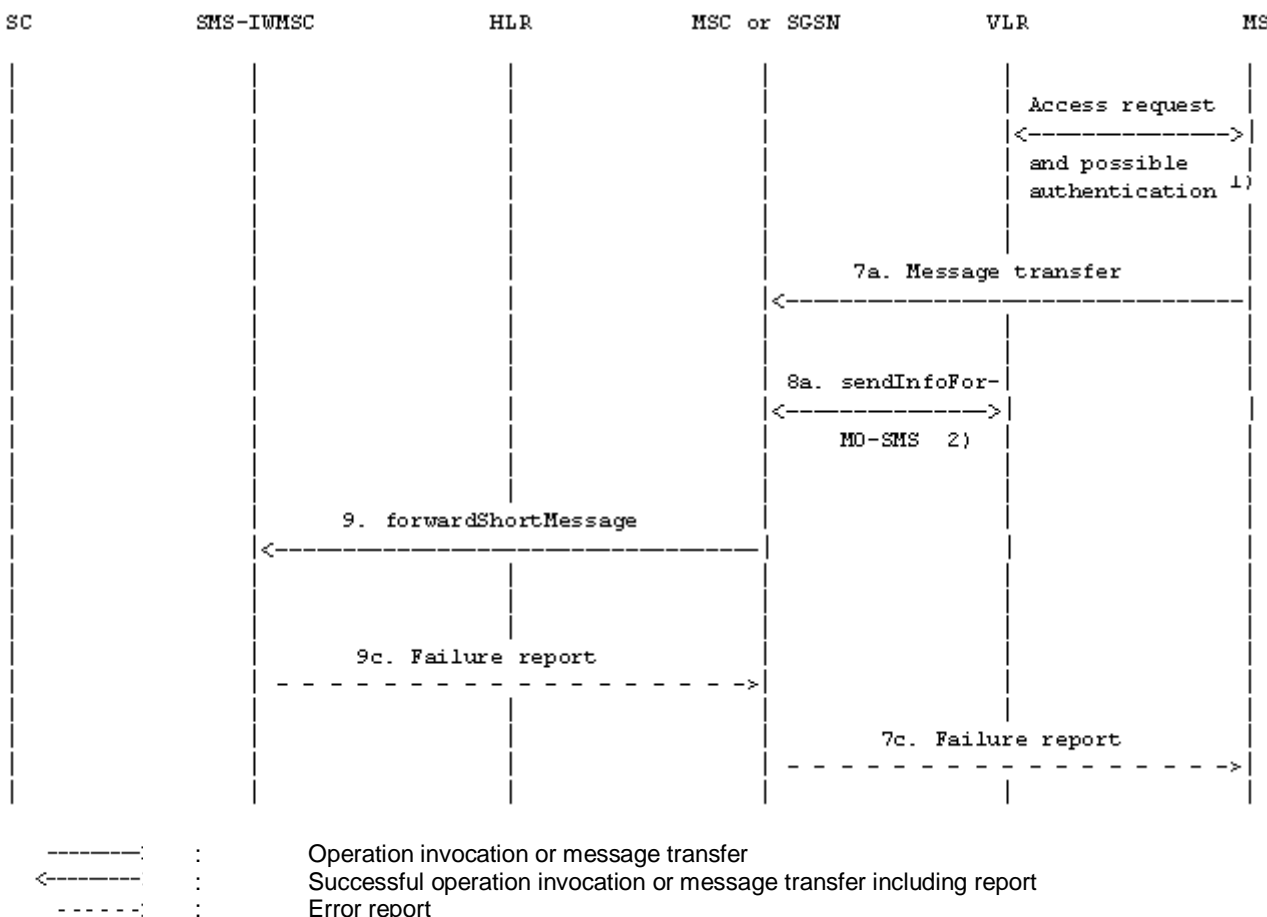 SC SMS-IWMSC HLR MSC or SGSN VLR MS
Access request
and possible
authentication 1)
7a. Message transfer
8a. sendInfoFor-
MO-SMS 2)
9. forwardShortMessage
9c. Failure report
7c. Failure report
: Operation invocation or message transfer
: Successful operation invocation or message transfer including report
: Error report